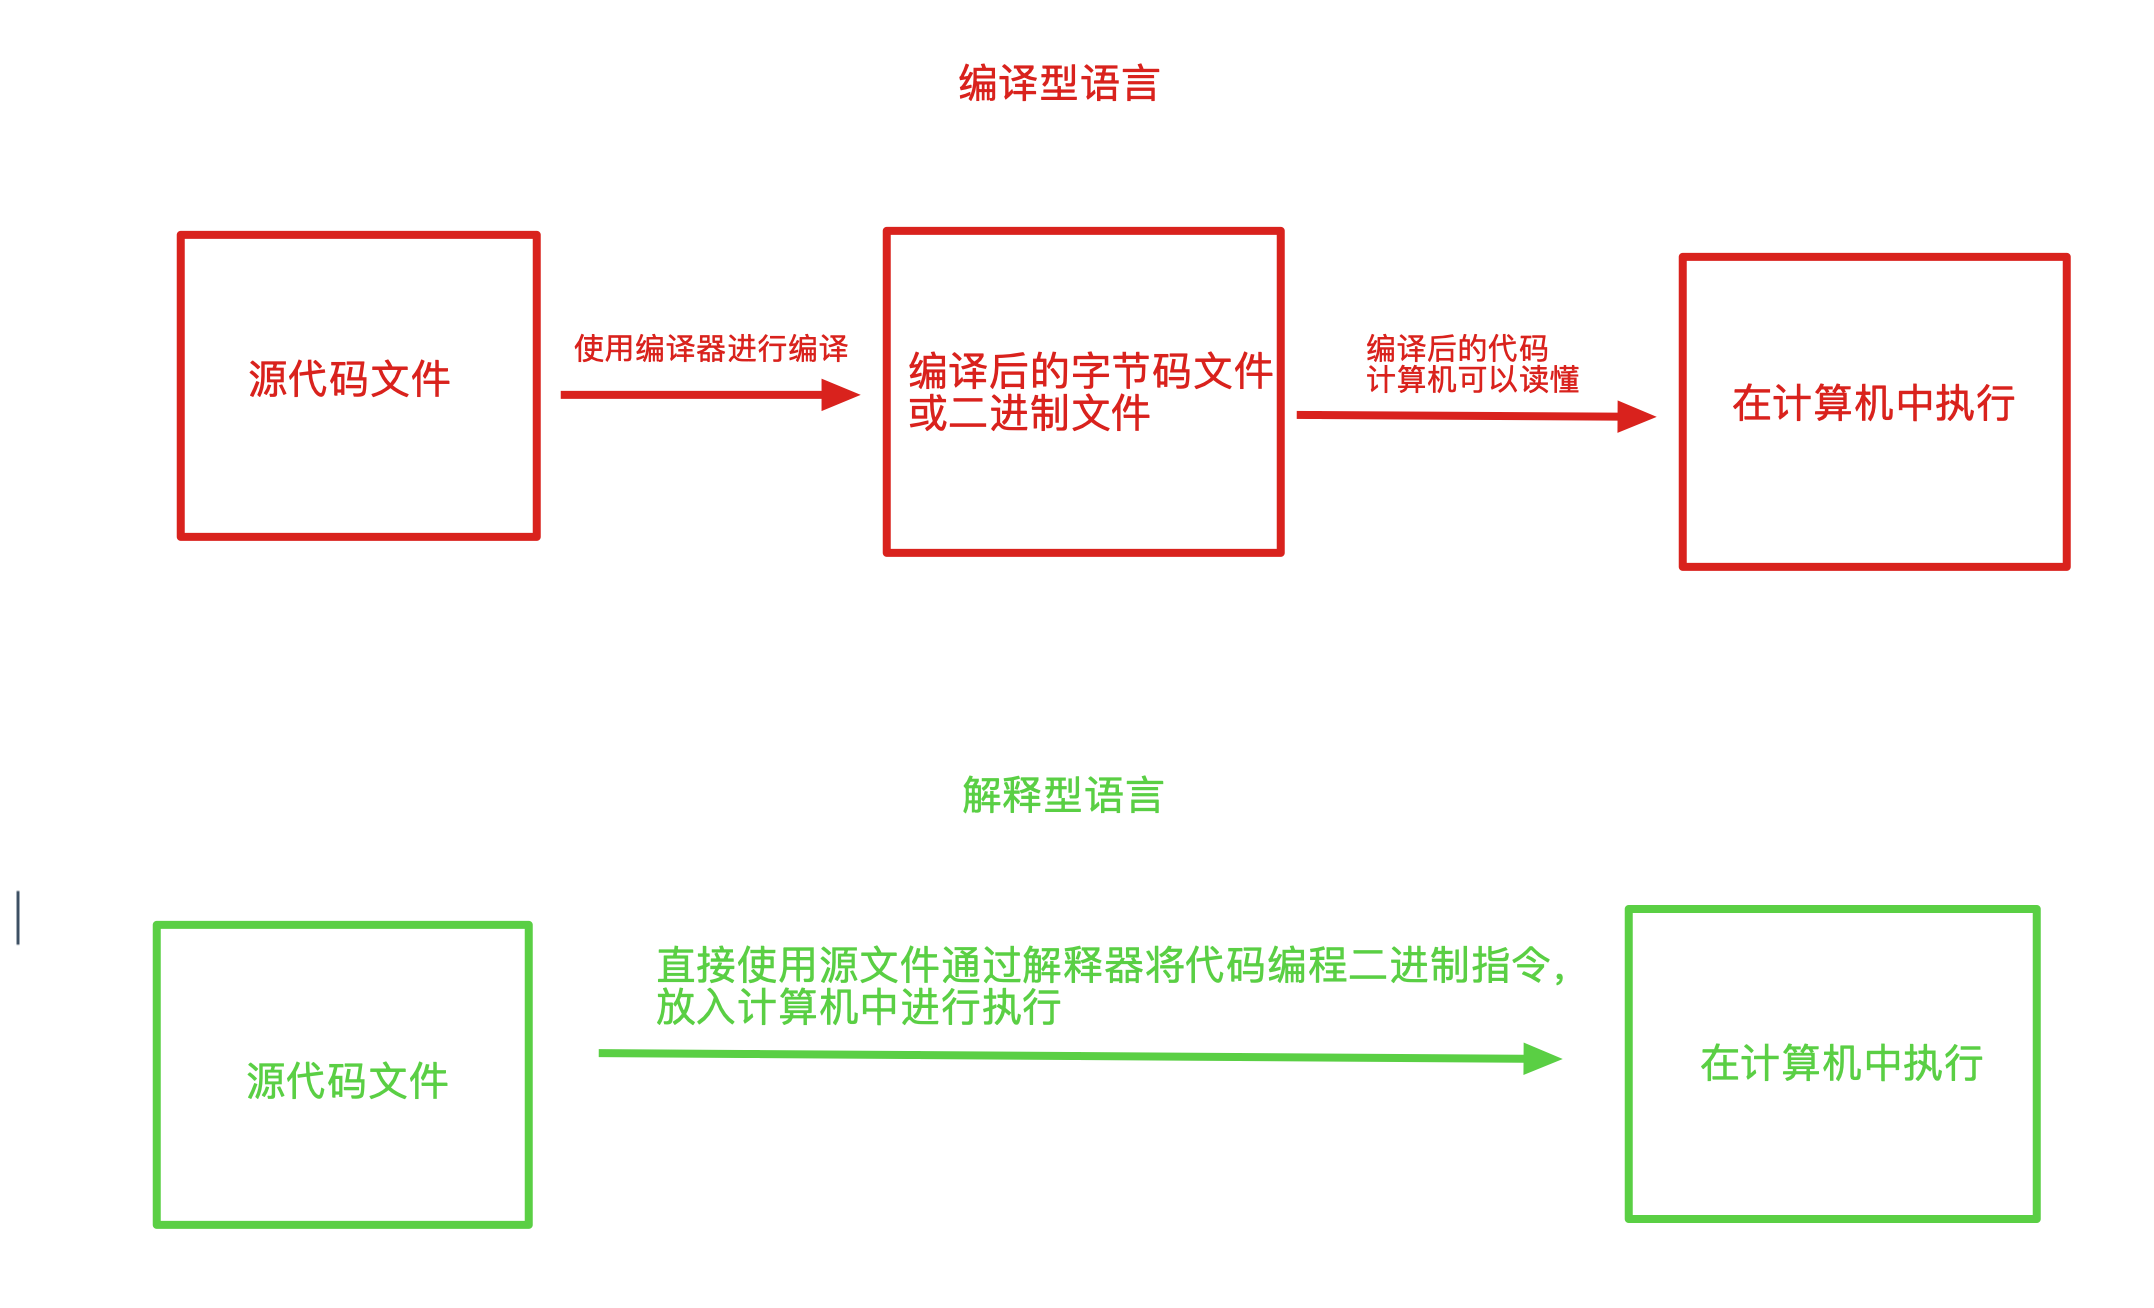 编译型语言
源代码文件
使用编译器进行编译
编译后的字节码文件
或二进制文件
编译后的代码
计算机可以读懂
在计算机中执行
解释型语言
源代码文件
直接使用源文件通过解释器将代码编程二进制指令，
放入计算机中进行执行
在计算机中执行